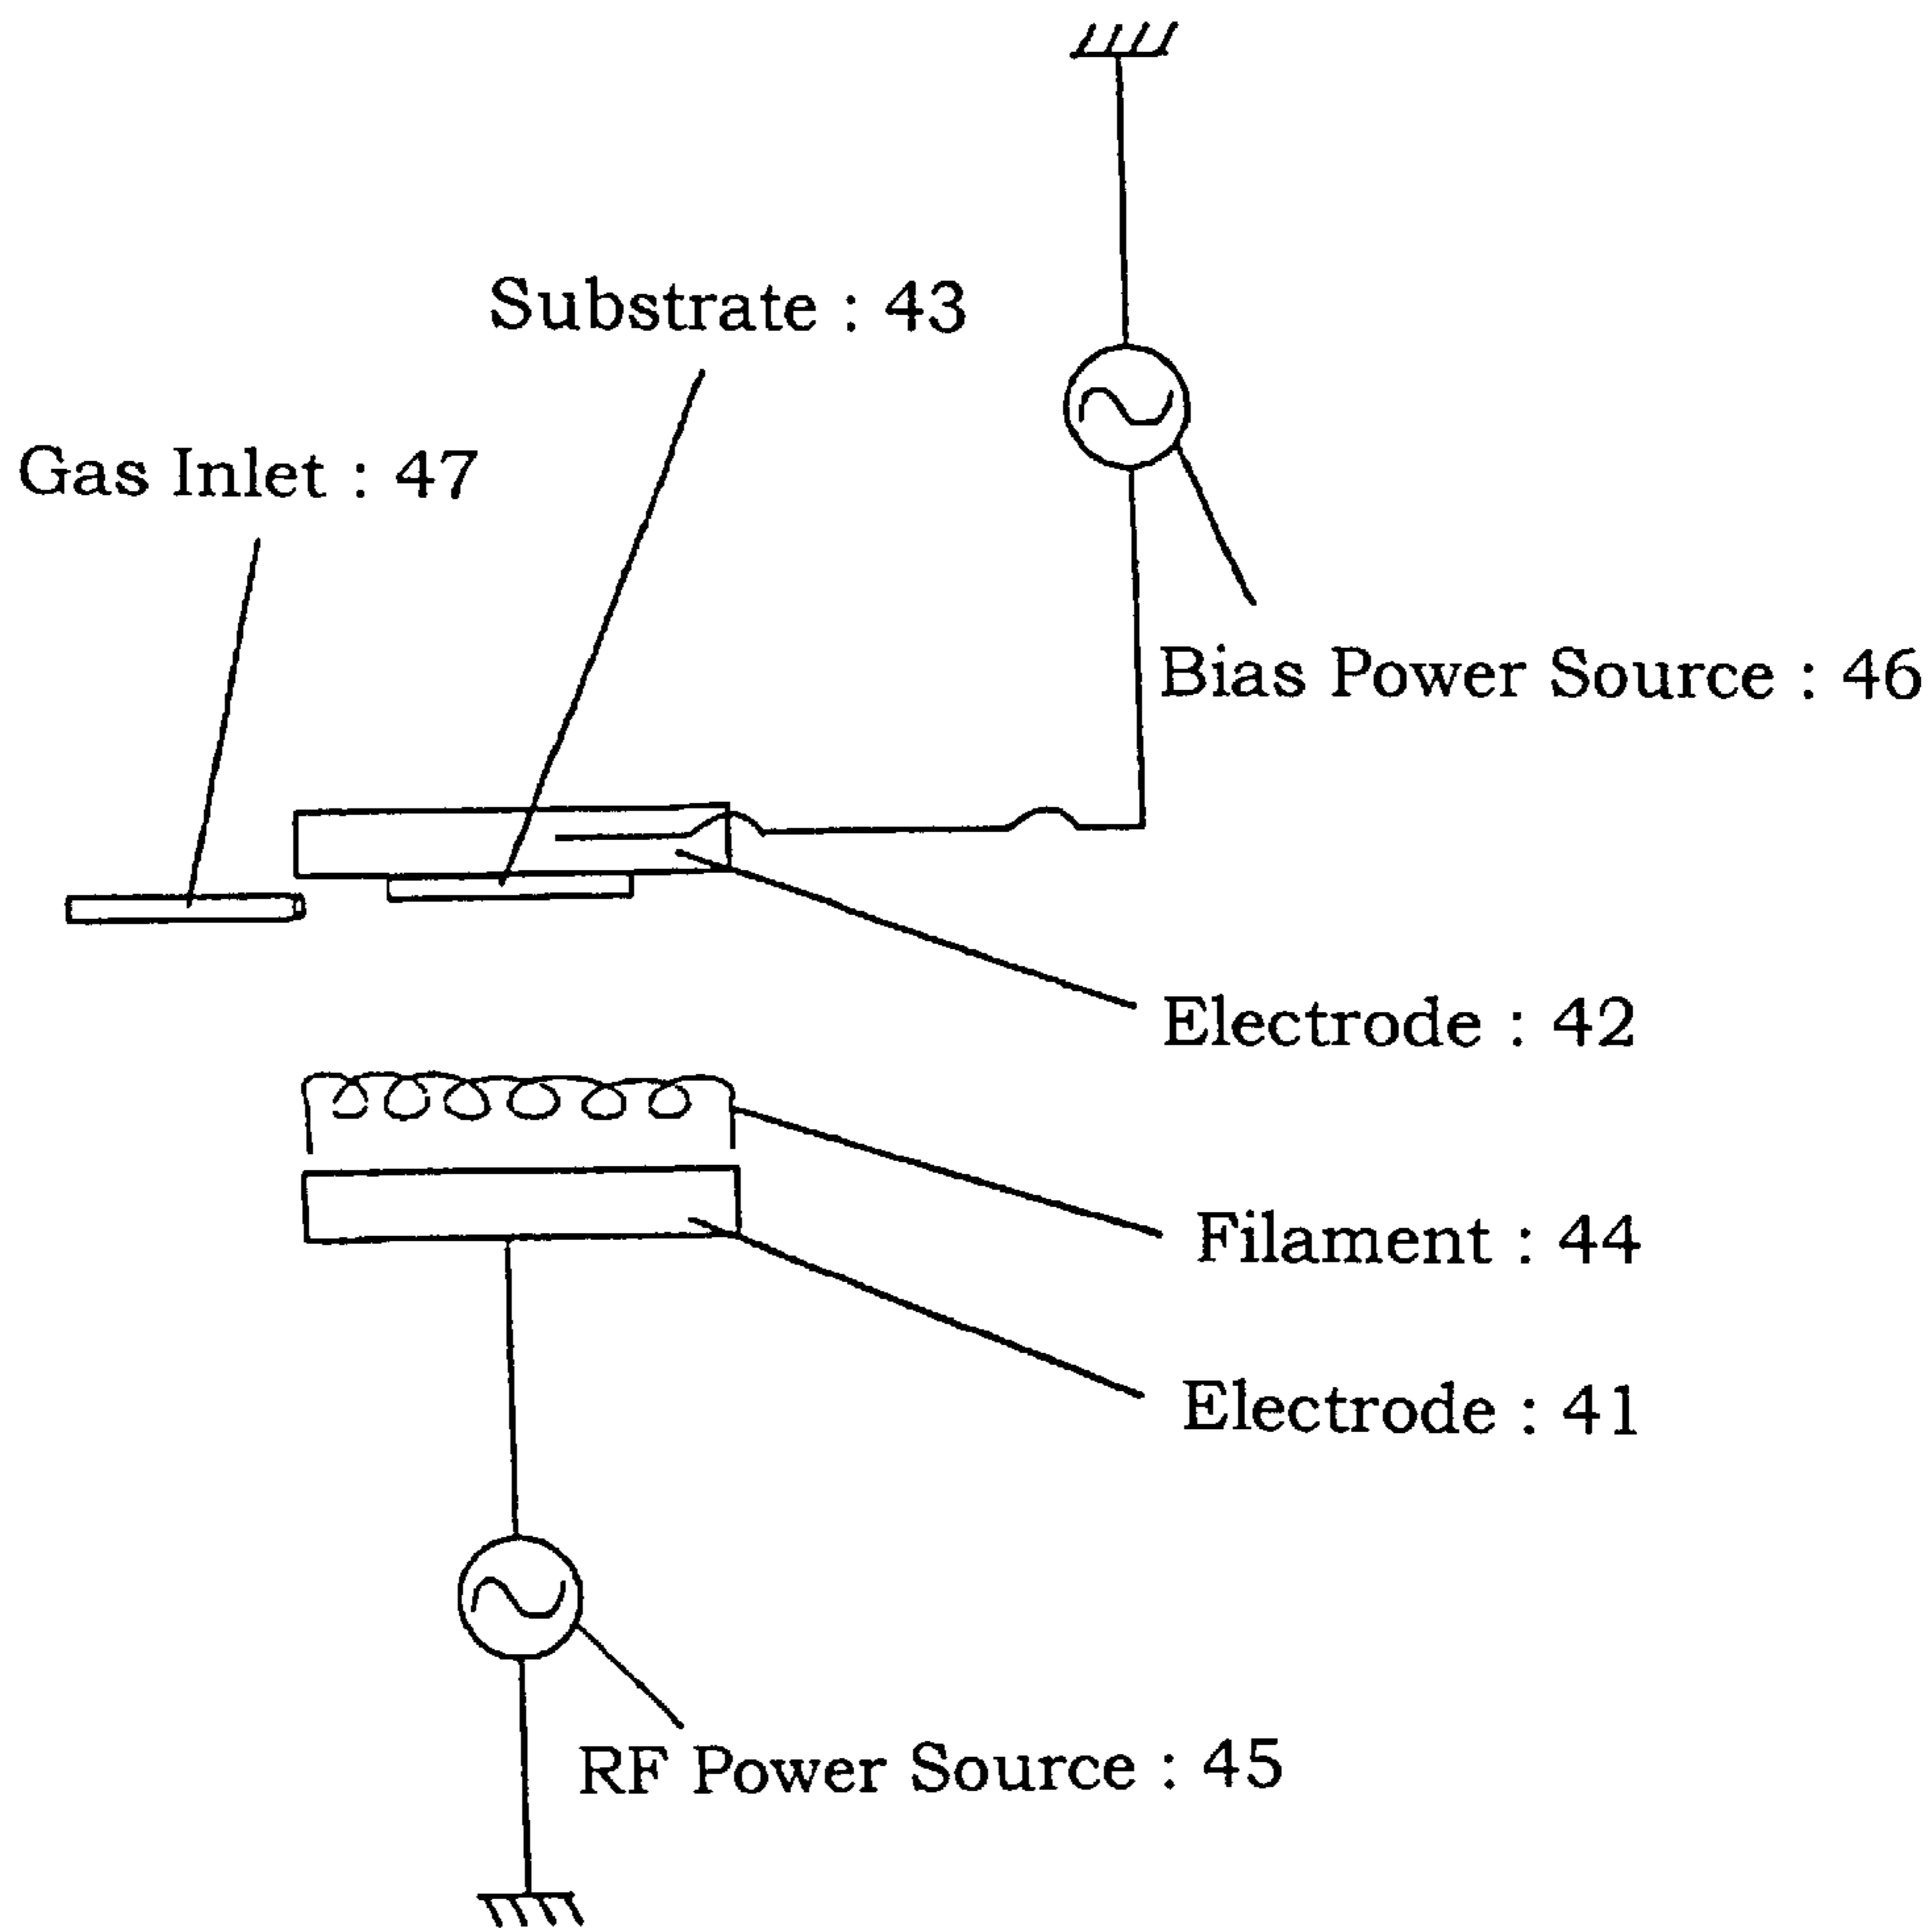 Substrate : 43
Gas Inlet : 47
Bias Power Source : 46
Electrode : 42
Filament : 44
Electrode : 41
RF Power Source : 45